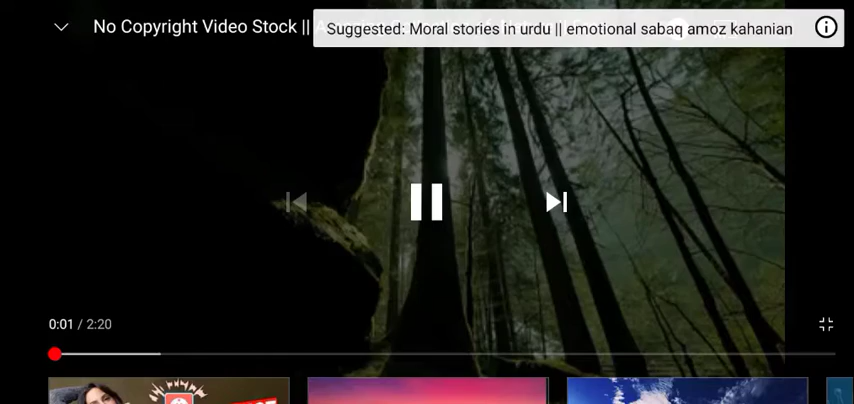 No Copyright Video Stock ||
Suggested: Moral stories in urdu || emotional sabaq amoz kahanian
0:01 / 2:20